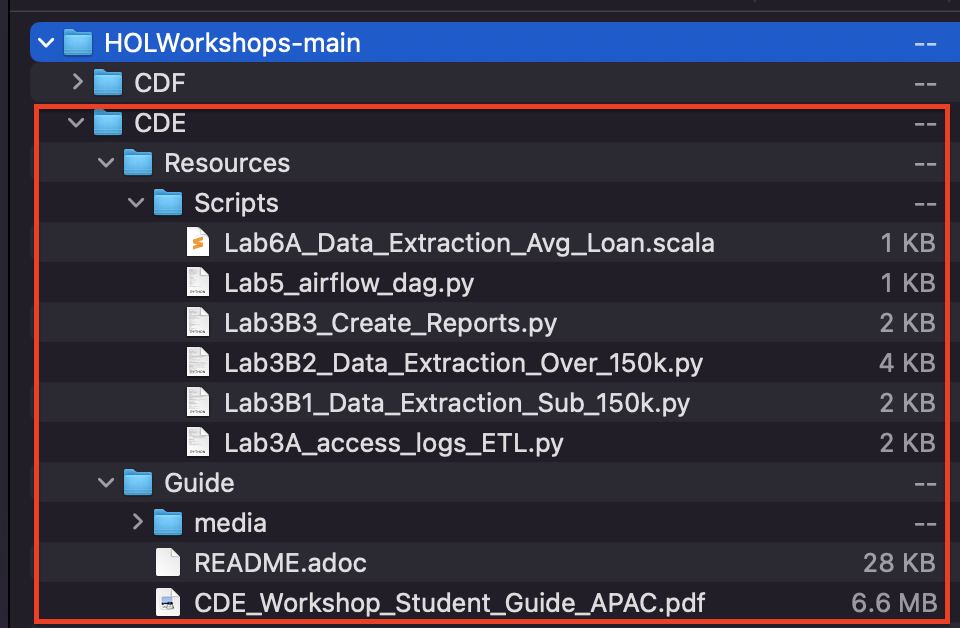 HOLWorkshops-main --
CDF --
CDE --
Resources --
Scripts --
Lab6A_Data_Extraction_Avg_Loan.scala 1 KB
Lab5_airflow_dag.py 1 KB
Lab3B3_Create_Reports.py 2 KB
Lab3B2_Data_Extraction_Over_150k.py 4 KB
Lab3B1_Data_Extraction_Sub_150k.py 2 KB
Lab3A_access_logs_ETL.py 2 KB
Guide --
media --
README.adoc 28 KB
CDE_Workshop_Student_Guide_APAC.pdf 6.6 MB